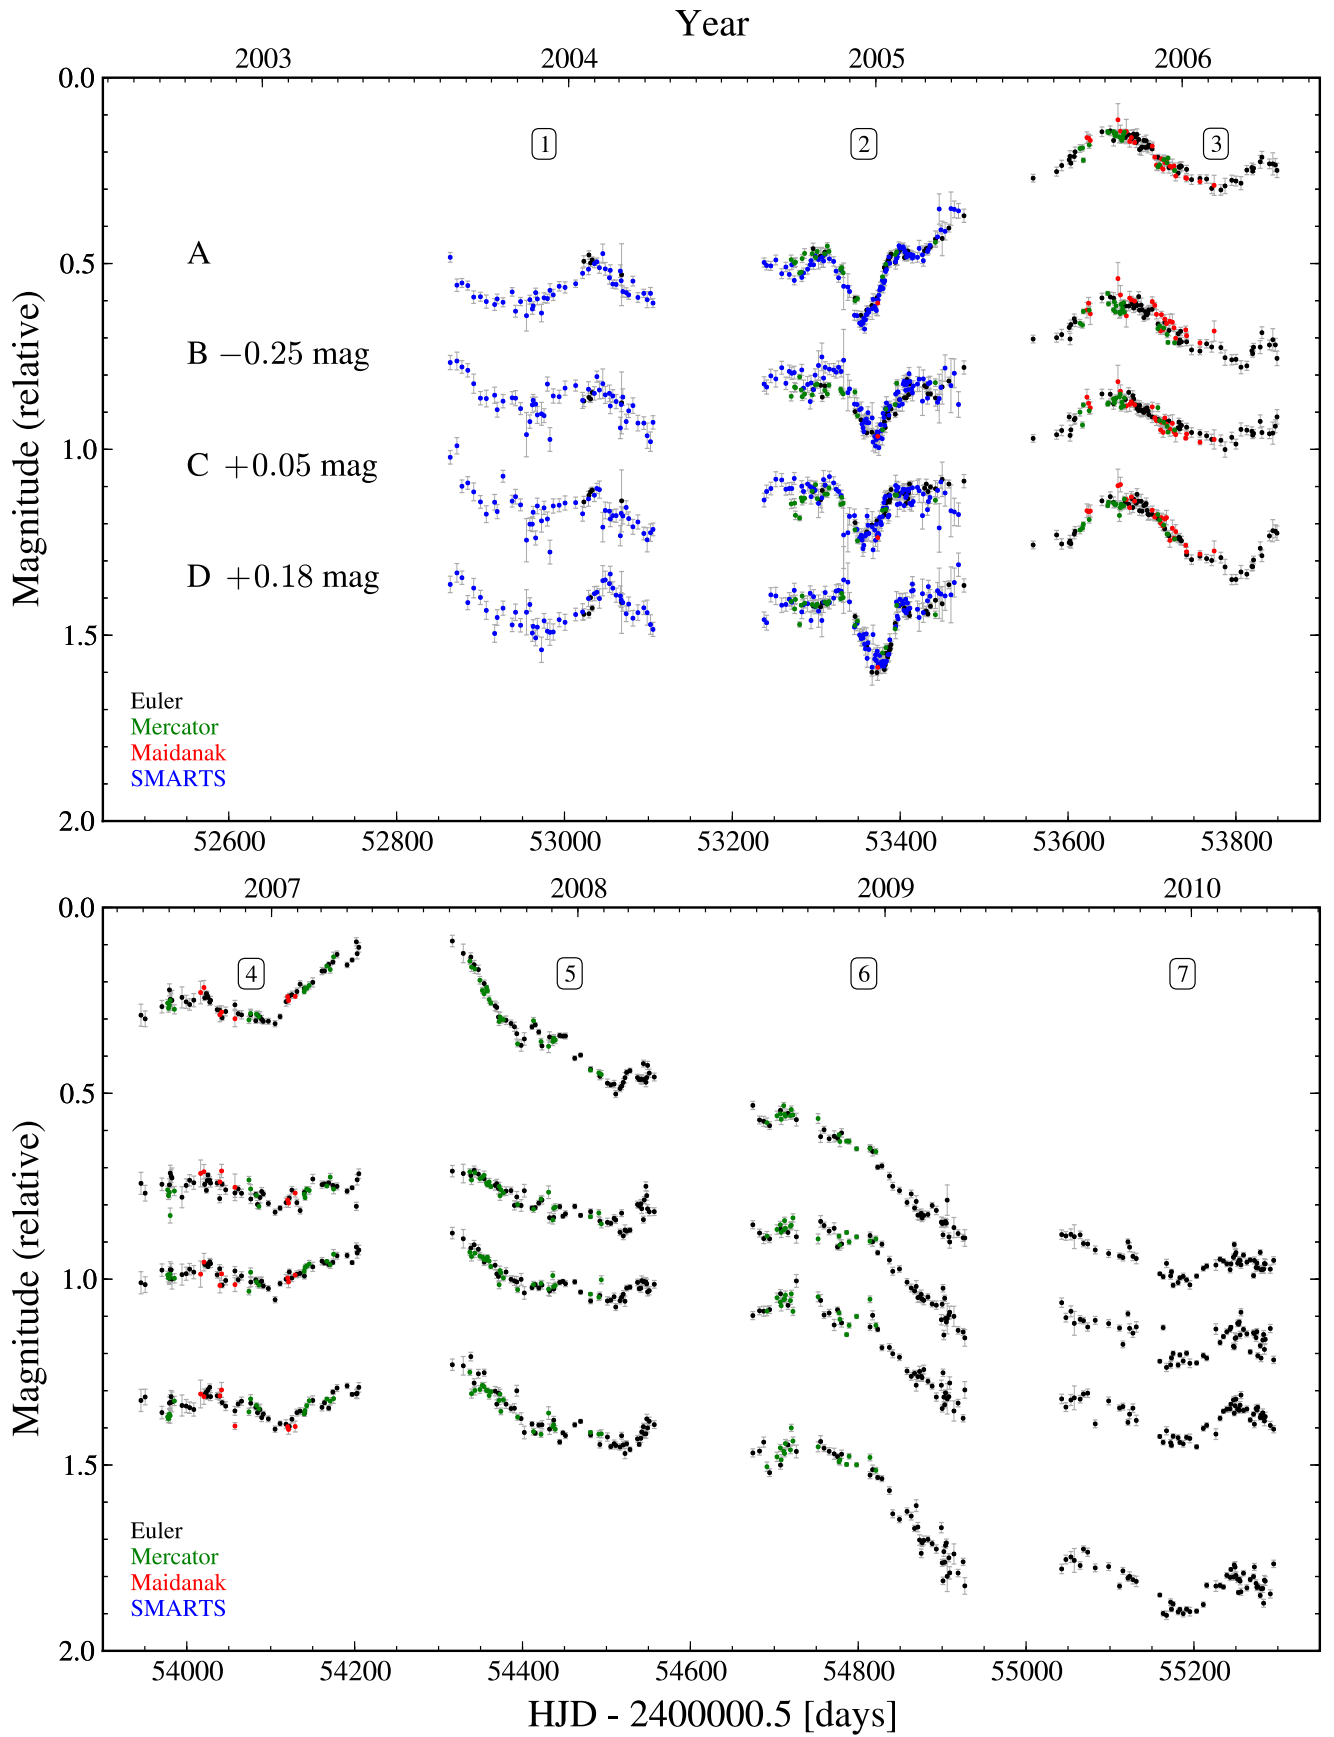 Year
2003 2004 2005 2006
0.0
1 2 3
A
0.5
B −0.25 mag
1.0
C +0.05 mag
D +0.18 mag
1.5
Euler
Mercator
Maidanak
SMARTS
2.0
Magnitude (relative)
52600 52800 53000 53200 53400 53600 53800
2007 2008 2009 2010
0.0
4 5 6 7
0.5
1.0
1.5
Euler
Mercator
Maidanak
SMARTS
2.0
Magnitude (relative)
54000 54200 54400 54600 54800 55000 55200
HJD - 2400000.5 [days]